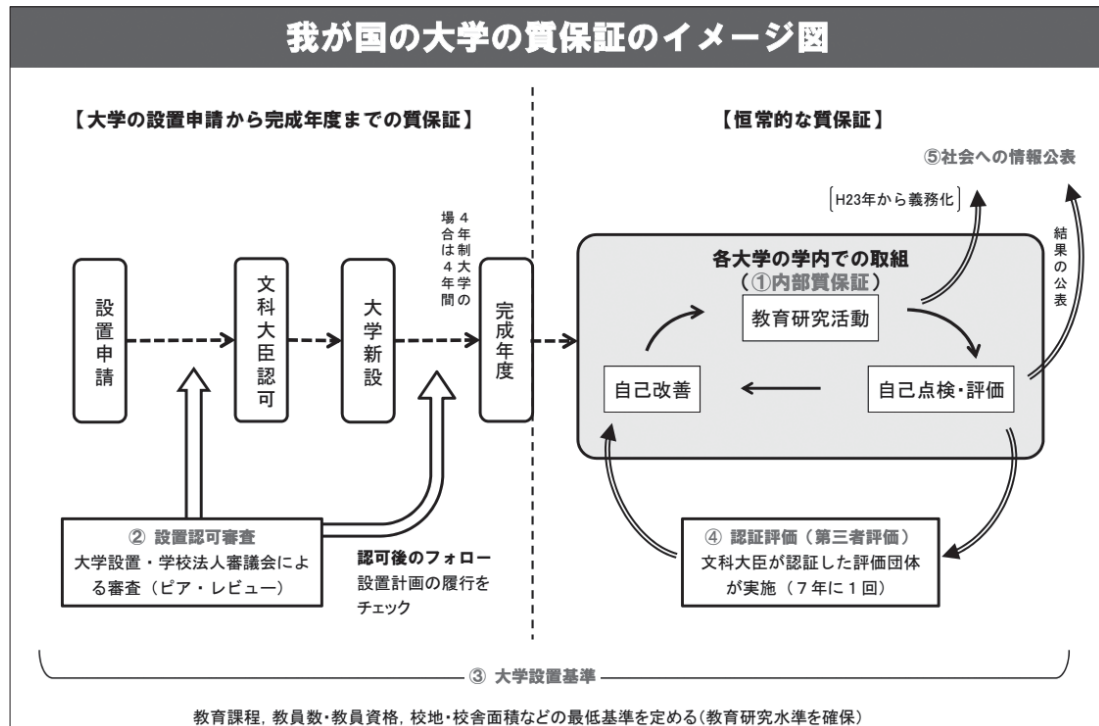 我が国の大学の質保証のイメージ図
【大学の設置申請から完成年度までの質保証】
【恒常的な質保証】
⑤社会への情報公表
〔H23年から義務化〕
結果の公表
4年制大学の
場合は4年間
設置申請
文科大臣認可
大学新設
完成年度
各大学の学内での取組
(①内部質保証)
教育研究活動
自己改善
自己点検・評価
② 設置認可審査
大学設置・学校法人審議会によ
る審査(ピア・レビュー)
認可後のフォロー
設置計画の履行を
チェック
④ 認証評価(第三者評価)
文科大臣が認証した評価団体
が実施(7年に1回)
③ 大学設置基準
教育課程, 教員数・教員資格, 校地・校舎面積などの最低基準を定める(教育研究水準を確保)